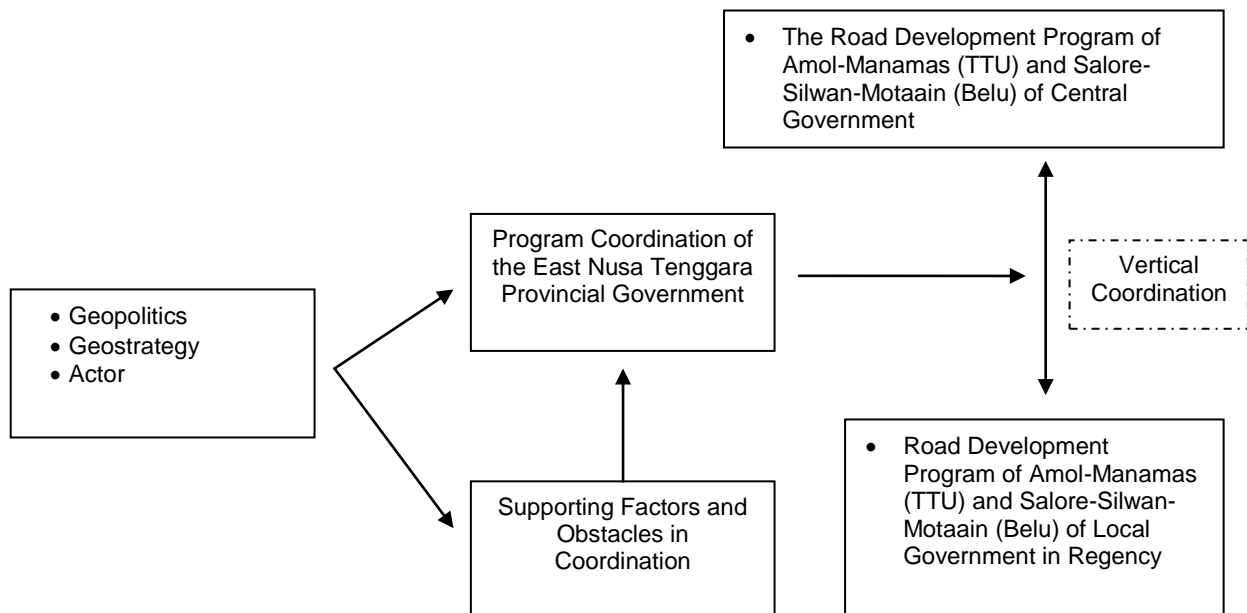 • Geopolitics
• Geostrategy
• Actor
Program Coordination of
the East Nusa Tenggara
Provincial Government
Supporting Factors and
Obstacles in
Coordination
• The Road Development Program of
Amol-Manamas (TTU) and Salore-
Silwan-Motaain (Belu) of Central
Government
Vertical
Coordination
• Road Development
Program of Amol-Manamas
(TTU) and Salore-Silwan-
Motaain (Belu) of Local
Government in Regency